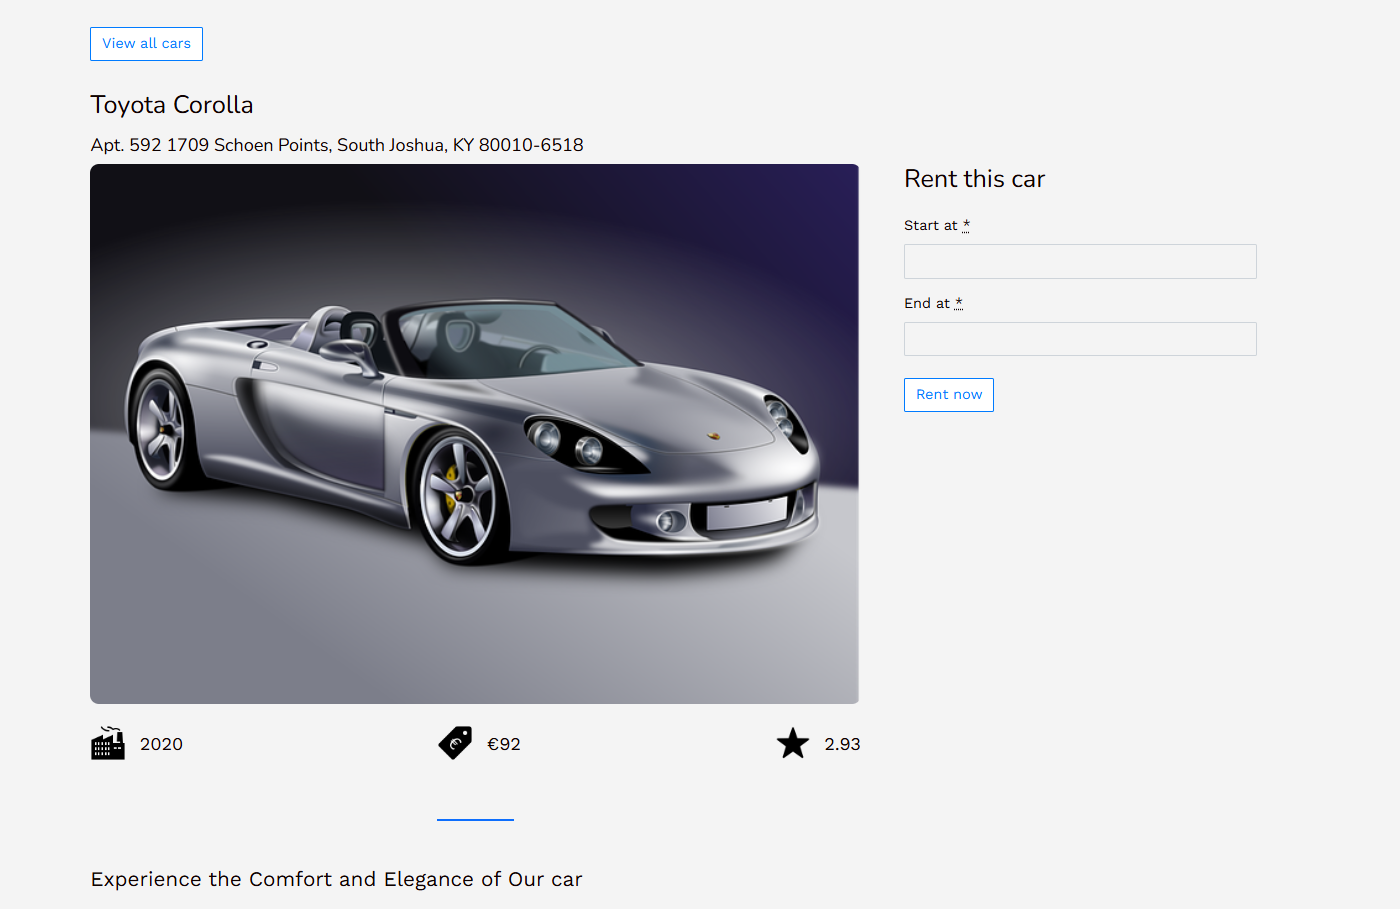 View all cars
Toyota Corolla
Apt. 592 1709 Schoen Points, South Joshua, KY 80010-6518
Rent this car
Start at *
End at *
Rent now
2020
€92
2.93
Experience the Comfort and Elegance of Our car